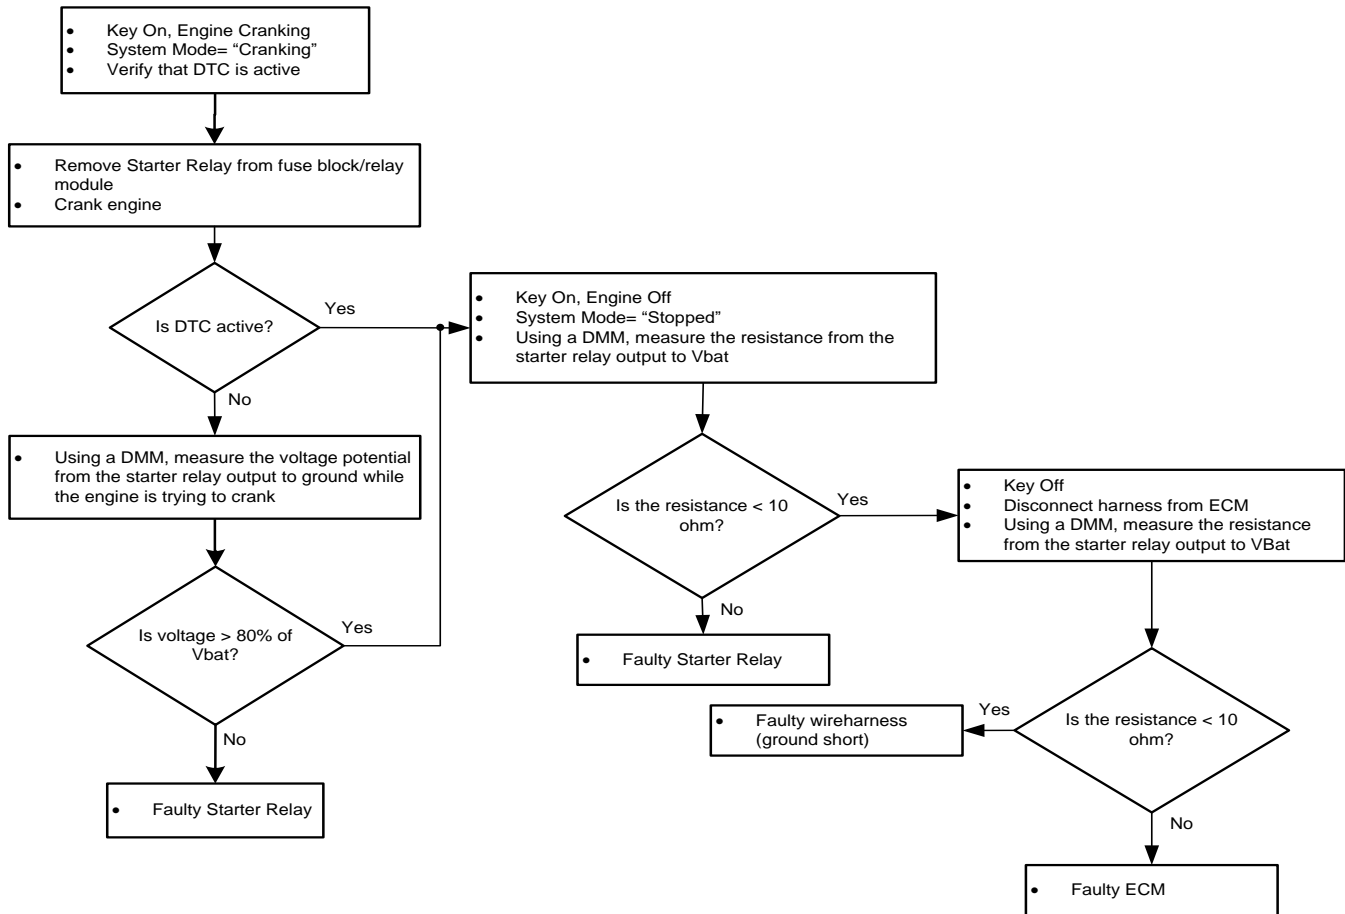 • Key On, Engine Cranking
• System Mode= “Cranking”
• Verify that DTC is active
• Remove Starter Relay from fuse block/relay
module
• Crank engine
Is DTC active?
Yes
No
• Using a DMM, measure the voltage potential
from the starter relay output to ground while
the engine is trying to crank
Is voltage > 80% of
Vbat?
Yes
No
• Faulty Starter Relay
• Key On, Engine Off
• System Mode= “Stopped”
• Using a DMM, measure the resistance from the
starter relay output to Vbat
Is the resistance < 10
ohm?
Yes
No
• Faulty Starter Relay
• Key Off
• Disconnect harness from ECM
• Using a DMM, measure the resistance
from the starter relay output to VBat
Is the resistance < 10
ohm?
Yes
• Faulty wireharness
(ground short)
No
• Faulty ECM